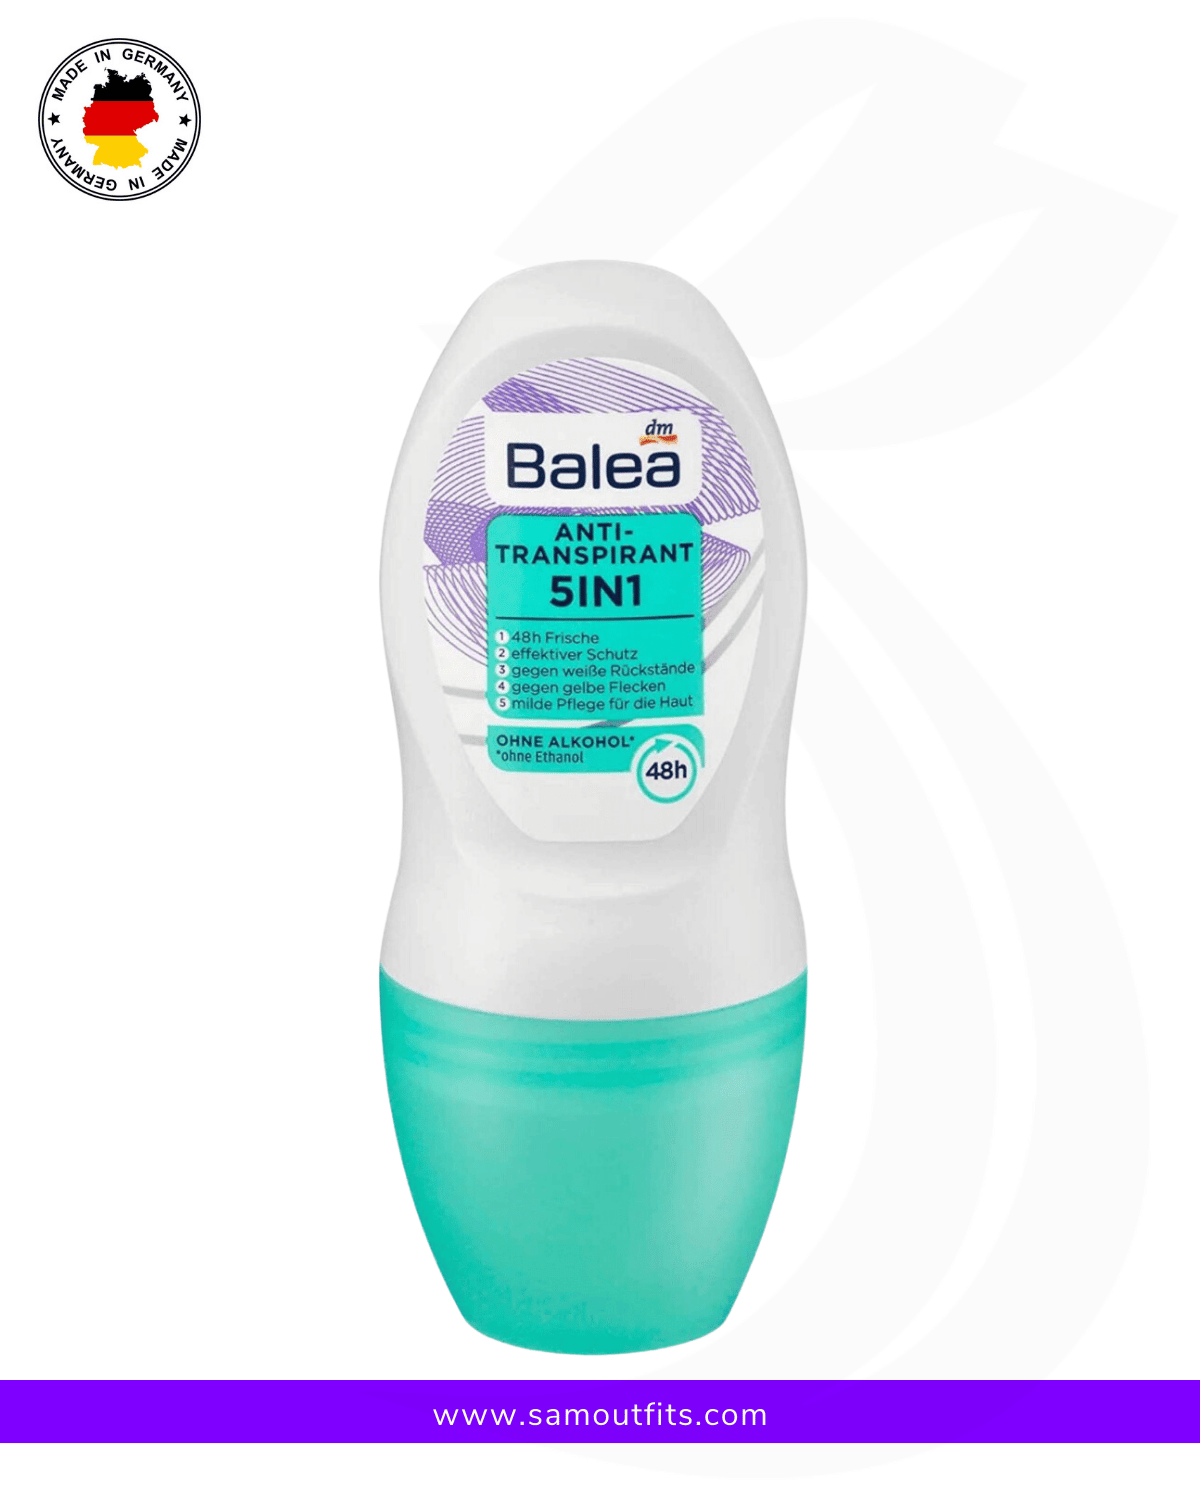 MADE IN GERMANY
MADE IN GERMANY
dm
Balea
ANTI-
TRANSPIRANT
5IN1
1 48h Frische
2 effektiver Schutz
3 gegen weiße Rückstände
4 gegen gelbe Flecken
5 milde Pflege für die Haut
OHNE ALKOHOL*
*ohne Ethanol
48h
www.samoutfits.com